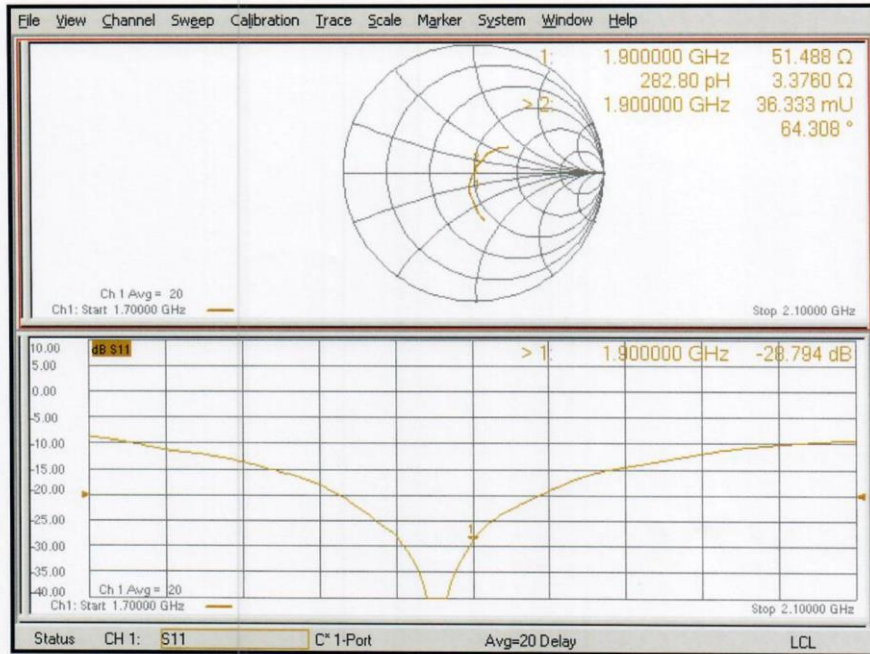 File View Channel Sweep Calibration Trace Scale Marker System Window Help
1: 1.900000 GHz 51.488 Ω
282.80 pH 3.3760 Ω
> 2: 1.900000 GHz 36.333 mU
64.308 °
Ch 1 Avg = 20
Ch1: Start 1.70000 GHz
Stop 2.10000 GHz
10.00
dB S11
> 1: 1.900000 GHz -28.794 dB
5.00
0.00
-5.00
-10.00
-15.00
-20.00
-25.00
1
-30.00
-35.00
-40.00
Ch 1 Avg = 20
Ch1: Start 1.70000 GHz
Stop 2.10000 GHz
Status CH 1: S11 C* 1-Port Avg=20 Delay LCL